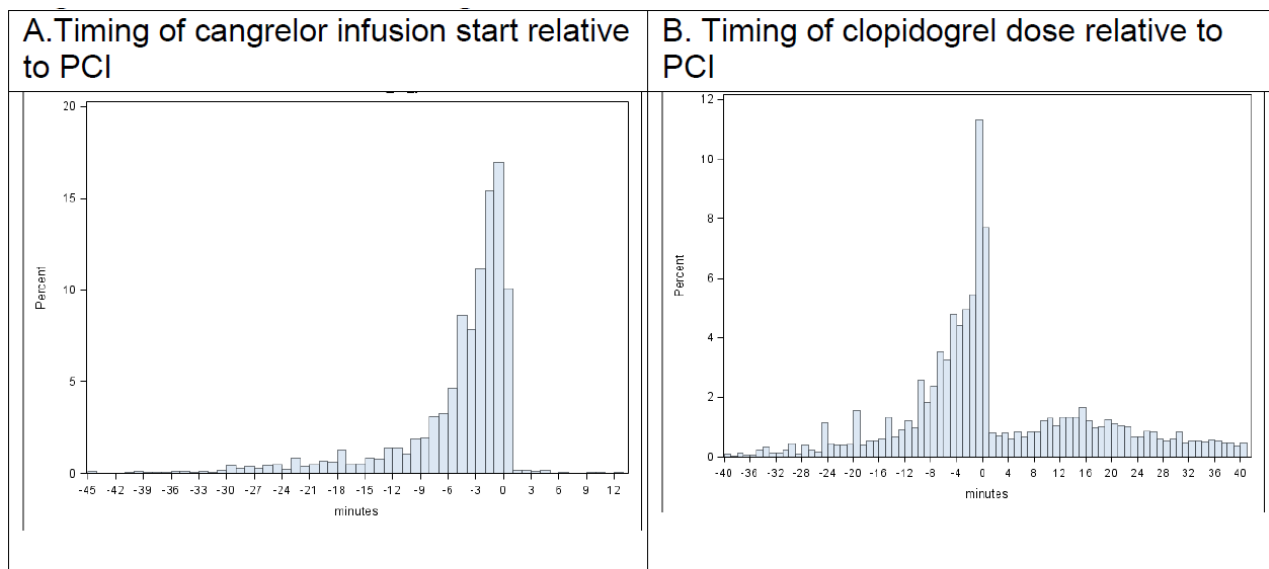 A.Timing of cangrelor infusion start relative
to PCI
B. Timing of clopidogrel dose relative to
PCI
20
15
10
5
0
Percent
-45 -42 -39 -36 -33 -30 -27 -24 -21 -18 -15 -12 -9 -6 -3 0 3 6 9 12
minutes
12
10
8
6
4
2
0
Percent
-40 -36 -32 -28 -24 -20 -16 -12 -8 -4 0 4 8 12 16 20 24 28 32 36 40
minutes